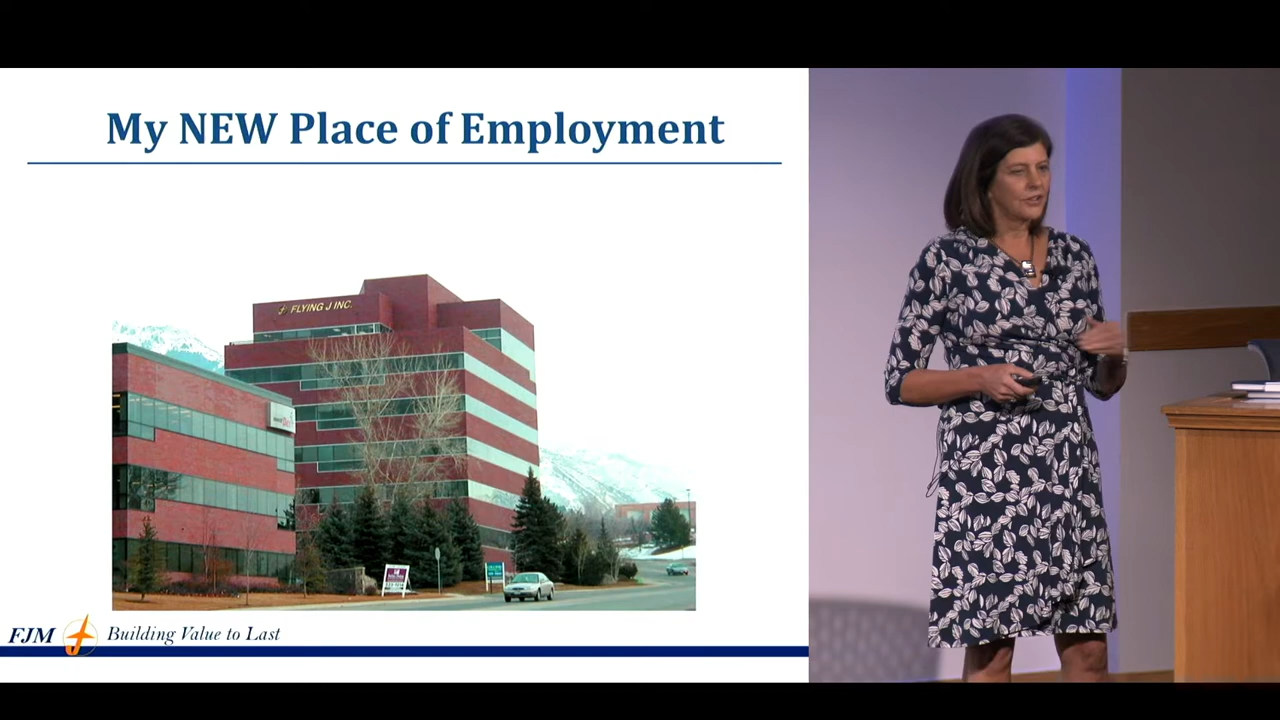 My NEW Place of Employment
FLYING J INC.
FJM Building Value to Last